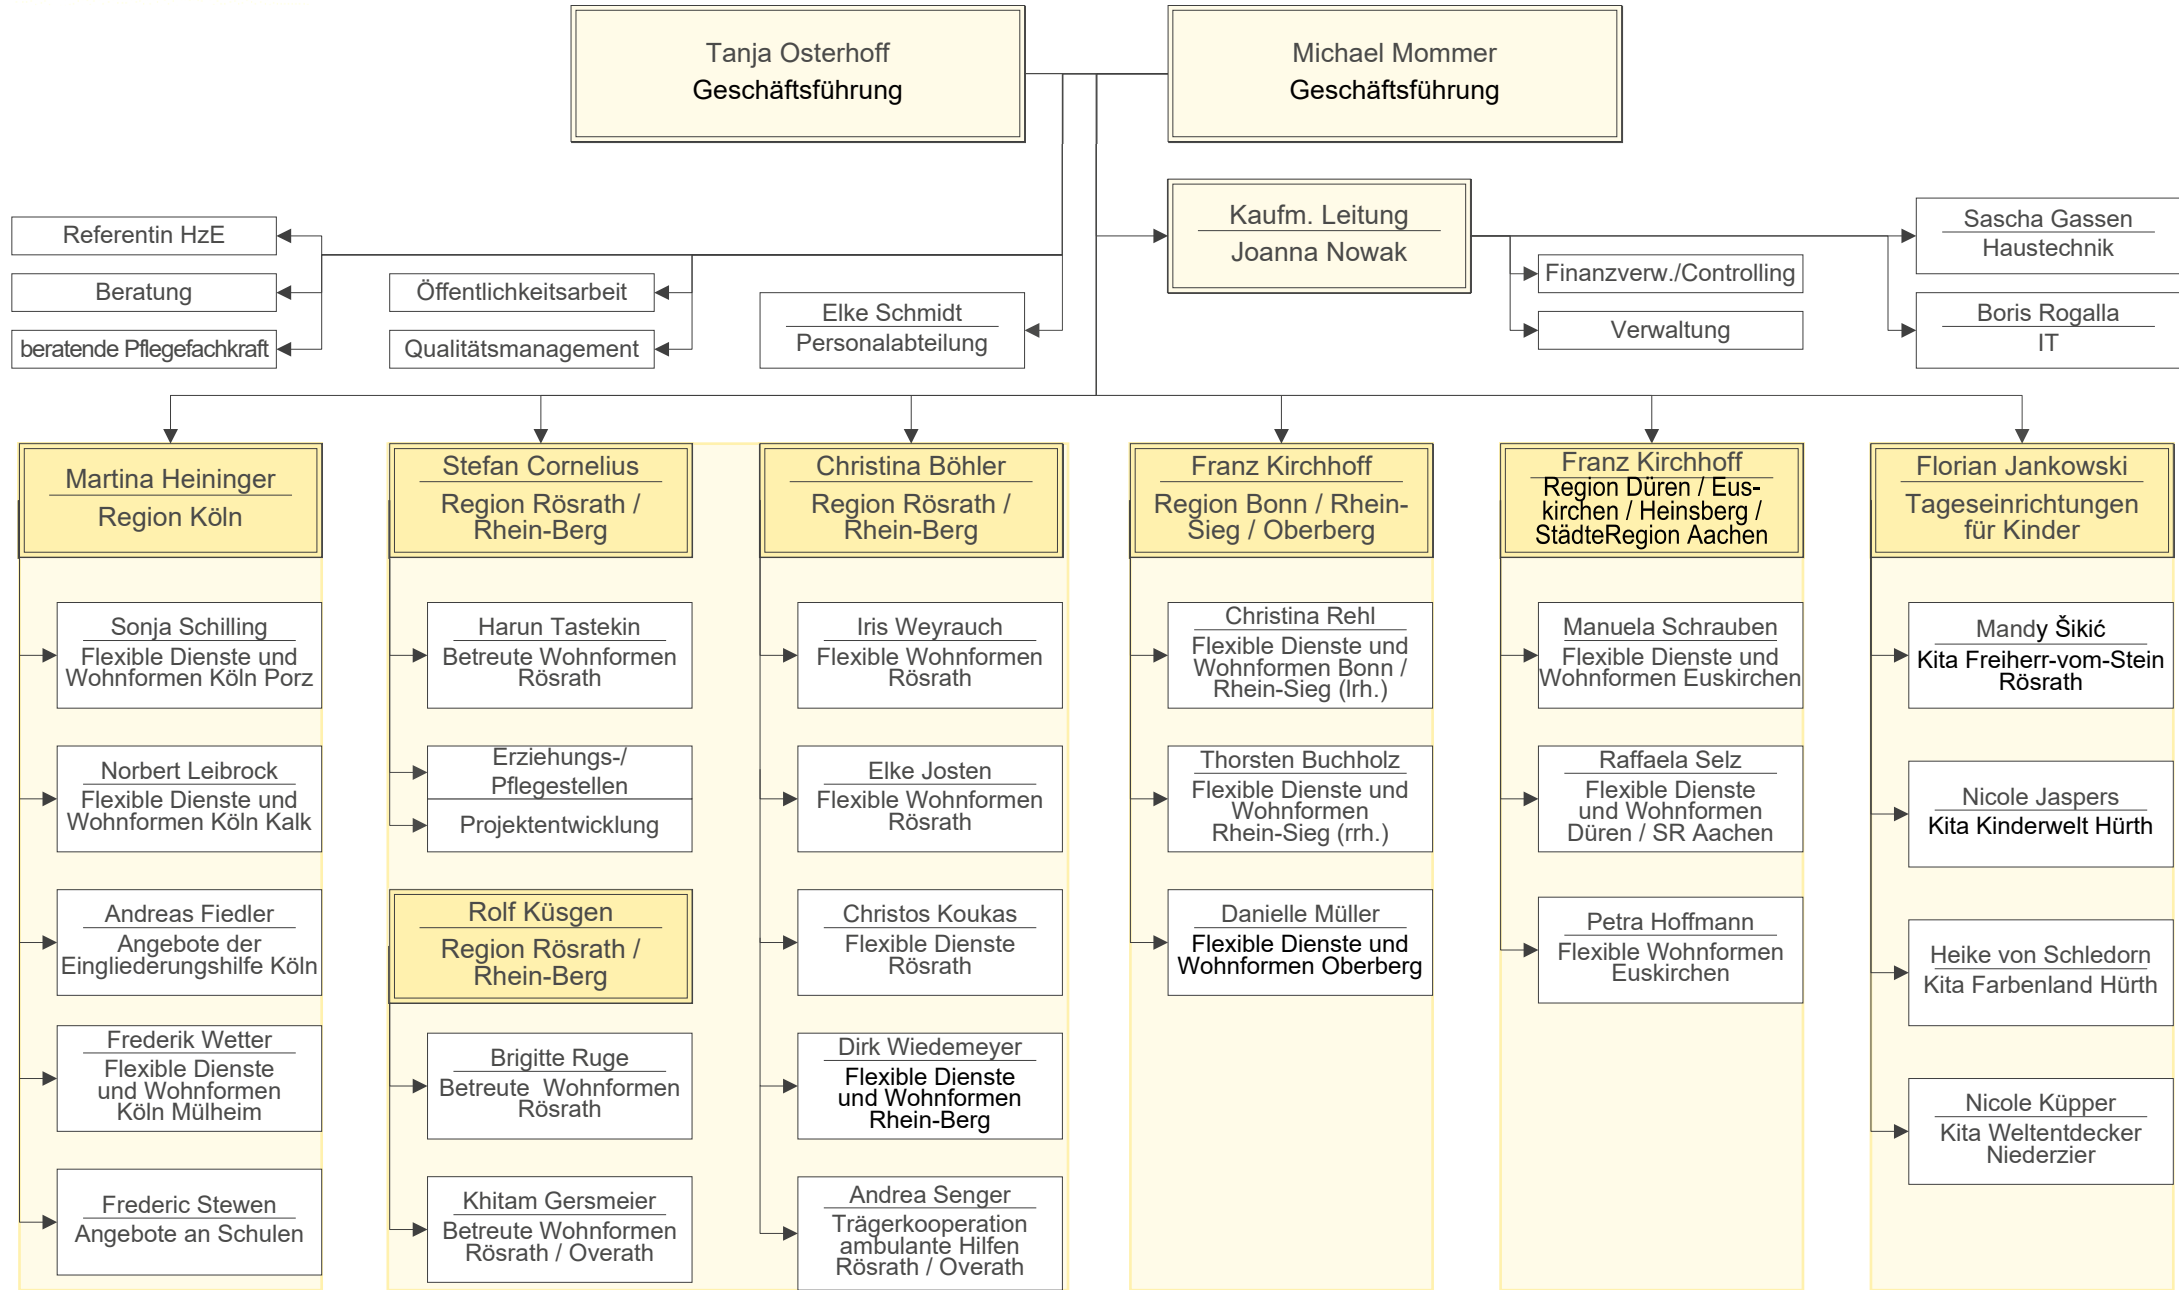 Tanja Osterhoff
Geschäftsführung
Michael Mommer
Geschäftsführung
Kaufm. Leitung
Joanna Nowak
Referentin HzE
Beratung
beratende Pflegefachkraft
Öffentlichkeitsarbeit
Qualitätsmanagement
Elke Schmidt
Personalabteilung
Finanzverw./Controlling
Verwaltung
Sascha Gassen
Haustechnik
Boris Rogalla
IT
Martina Heininger
Region Köln
Sonja Schilling
Flexible Dienste und
Wohnformen Köln Porz
Norbert Leibrock
Flexible Dienste und
Wohnformen Köln Kalk
Andreas Fiedler
Angebote der
Eingliederungshilfe Köln
Frederik Wetter
Flexible Dienste
und Wohnformen
Köln Mülheim
Frederic Stewen
Angebote an Schulen
Stefan Cornelius
Region Rösrath /
Rhein-Berg
Harun Tastekin
Betreute Wohnformen
Rösrath
Erziehungs-/
Pflegestellen
Projektentwicklung
Rolf Küsgen
Region Rösrath /
Rhein-Berg
Brigitte Ruge
Betreute  Wohnformen
Rösrath
Khitam Gersmeier
Betreute Wohnformen
Rösrath / Overath
Christina Böhler
Region Rösrath /
Rhein-Berg
Iris Weyrauch
Flexible Wohnformen
Rösrath
Elke Josten
Flexible Wohnformen
Rösrath
Christos Koukas
Flexible Dienste
Rösrath
Dirk Wiedemeyer
Flexible Dienste
und Wohnformen
Rhein-Berg
Andrea Senger
Trägerkooperation
ambulante Hilfen
Rösrath / Overath
Franz Kirchhoff
Region Bonn / Rhein-
Sieg / Oberberg
Christina Rehl
Flexible Dienste und
Wohnformen Bonn /
Rhein-Sieg (lrh.)
Thorsten Buchholz
Flexible Dienste und
Wohnformen
Rhein-Sieg (rrh.)
Danielle Müller
Flexible Dienste und
Wohnformen Oberberg
Franz Kirchhoff
Region Düren / Eus-
kirchen / Heinsberg /
StädteRegion Aachen
Manuela Schrauben
Flexible Dienste und
Wohnformen Euskirchen
Raffaela Selz
Flexible Dienste
und Wohnformen
Düren / SR Aachen
Petra Hoffmann
Flexible Wohnformen
Euskirchen
Florian Jankowski
Tageseinrichtungen
für Kinder
Mandy Šikić
Kita Freiherr-vom-Stein
Rösrath
Nicole Jaspers
Kita Kinderwelt Hürth
Heike von Schledorn
Kita Farbenland Hürth
Nicole Küpper
Kita Weltentdecker
Niederzier